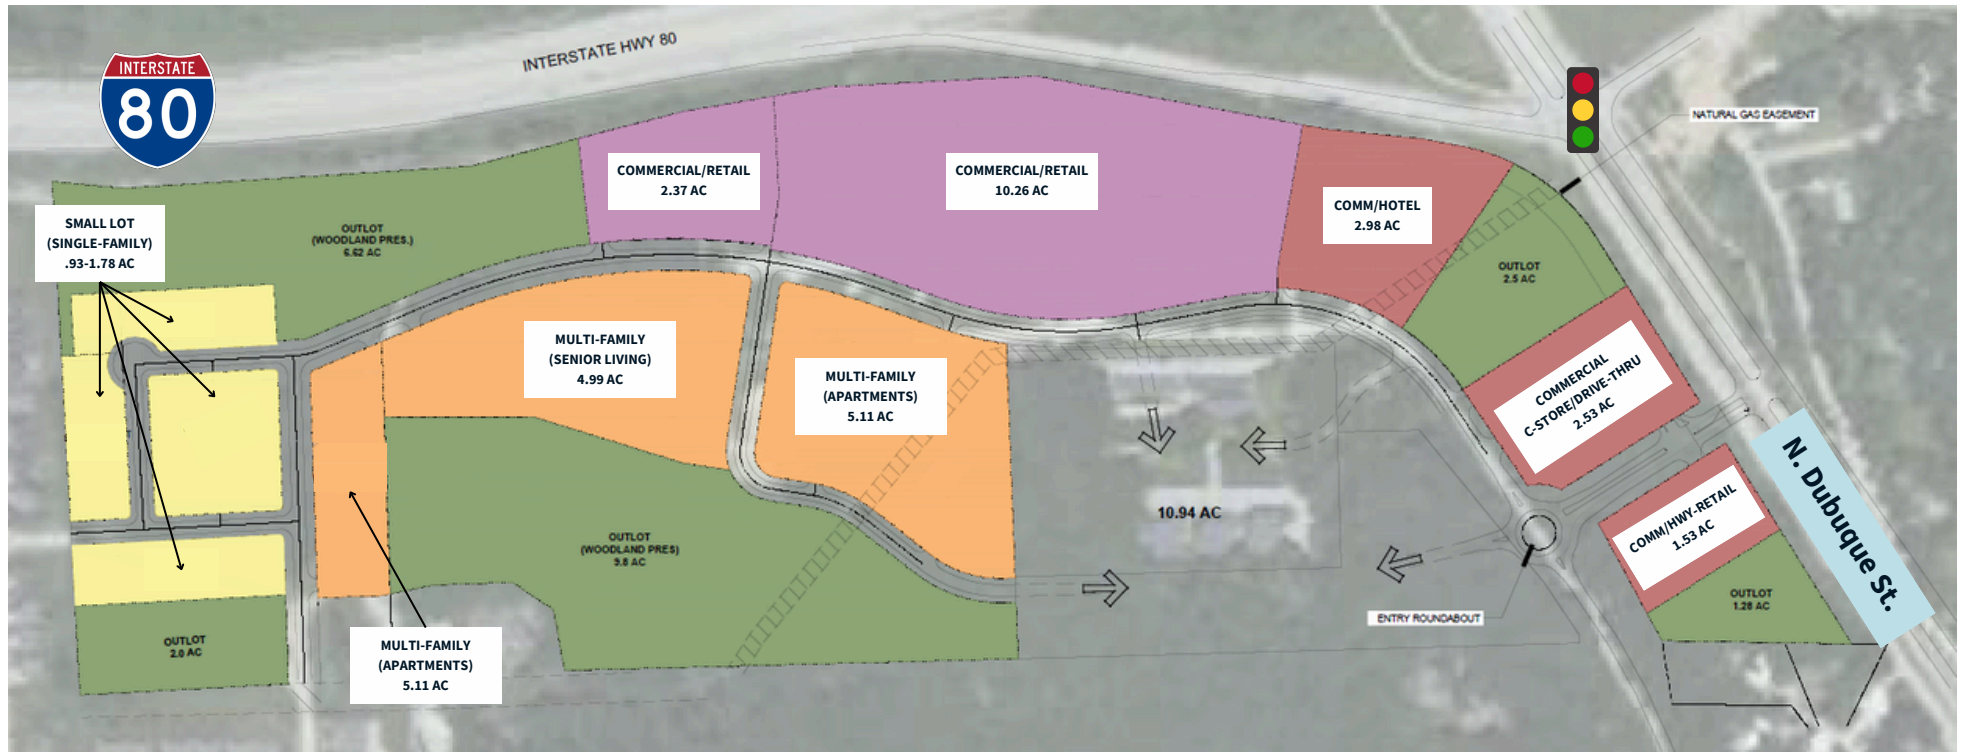 INTERSTATE HWY 80
INTERSTATE
80
NATURAL GAS EASEMENT
COMMERCIAL/RETAIL
2.37 AC
COMMERCIAL/RETAIL
10.26 AC
COMM/HOTEL
2.98 AC
SMALL LOT
(SINGLE-FAMILY)
.93-1.78 AC
OUTLOT
(WOODLAND PRES.)
6.62 AC
OUTLOT
2.5 AC
MULTI-FAMILY
(SENIOR LIVING)
4.99 AC
MULTI-FAMILY
(APARTMENTS)
5.11 AC
COMMERCIAL
C-STORE/DRIVE-THRU
2.53 AC
N. Dubuque St.
10.94 AC
COMM/HWY-RETAIL
1.53 AC
OUTLOT
(WOODLAND PRES)
9.8 AC
OUTLOT
1.28 AC
ENTRY ROUNDABOUT
OUTLOT
2.0 AC
MULTI-FAMILY
(APARTMENTS)
5.11 AC